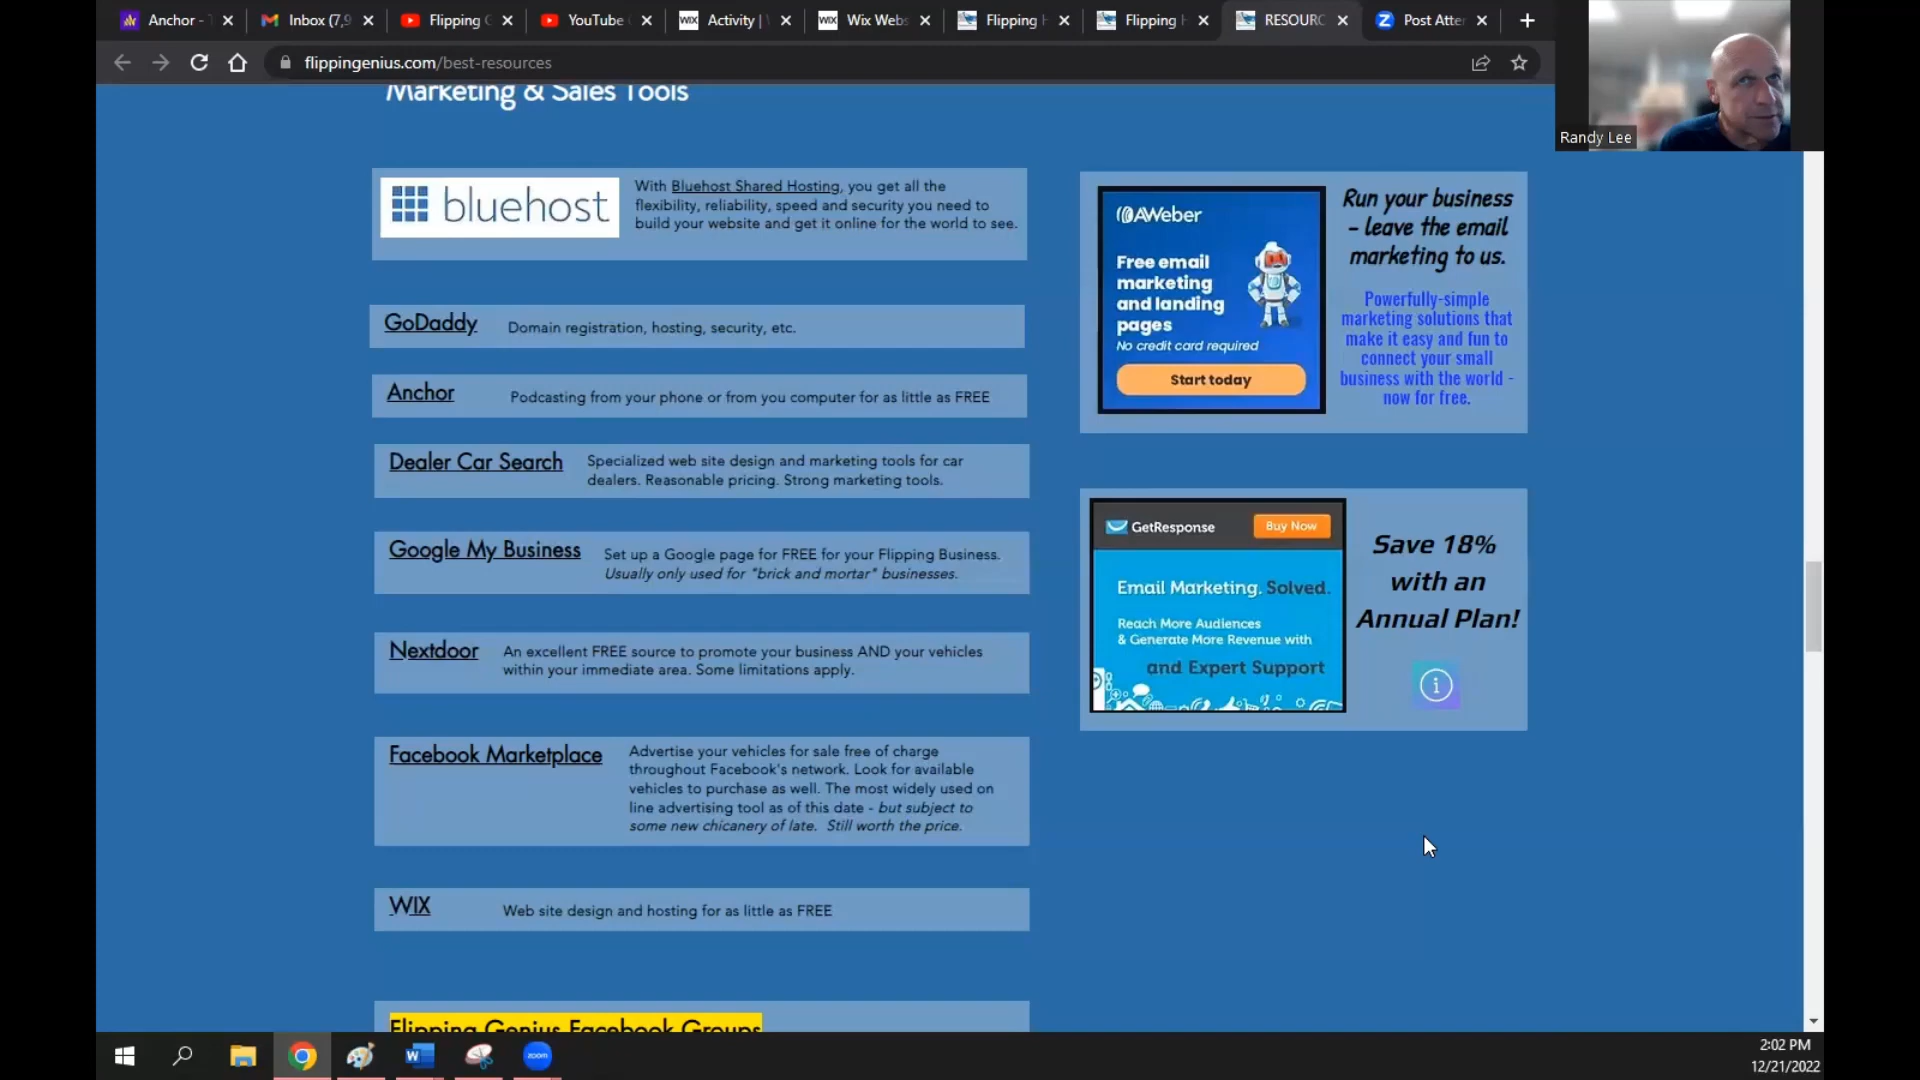 Anchor - T
Inbox (7,9
Flipping G
YouTube
WIX Activity |
WIX Wix Webs
Flipping H
Flipping H
RESOURC
Post Atten
flippingenius.com/best-resources
Randy Lee
Marketing & Sales Tools
bluehost
With Bluehost Shared Hosting, you get all the
flexibility, reliability, speed and security you need to
build your website and get it online for the world to see.
GoDaddy
Domain registration, hosting, security, etc.
Anchor
Podcasting from your phone or from you computer for as little as FREE
Dealer Car Search
Specialized web site design and marketing tools for car
dealers. Reasonable pricing. Strong marketing tools.
Google My Business
Set up a Google page for FREE for your Flipping Business.
Usually only used for "brick and mortar" businesses.
Nextdoor
An excellent FREE source to promote your business AND your vehicles
within your immediate area. Some limitations apply.
Facebook Marketplace
Advertise your vehicles for sale free of charge
throughout Facebook's network. Look for available
vehicles to purchase as well. The most widely used on
line advertising tool as of this date - but subject to
some new chicanery of late. Still worth the price.
WIX
Web site design and hosting for as little as FREE
Flipping Genius Facebook Groups
AWeber
Free email
marketing
and landing
pages
No credit card required
Start today
Run your business
- leave the email
marketing to us.
Powerfully-simple
marketing solutions that
make it easy and fun to
connect your small
business with the world -
now for free.
GetResponse
Buy Now
Email Marketing. Solved.
Reach More Audiences
& Generate More Revenue with
and Expert Support
Save 18%
with an
Annual Plan!
zoom
2:02 PM
12/21/2022